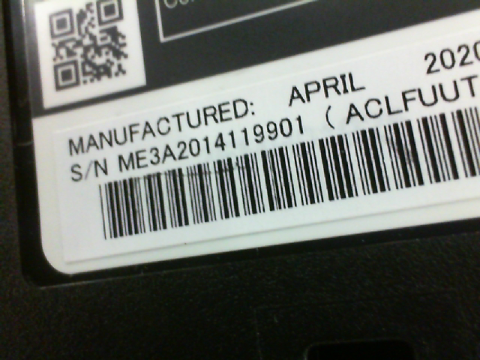 MANUFACTURED: APRIL 2020
S/N ME3A2014119901 ( ACLFUUT